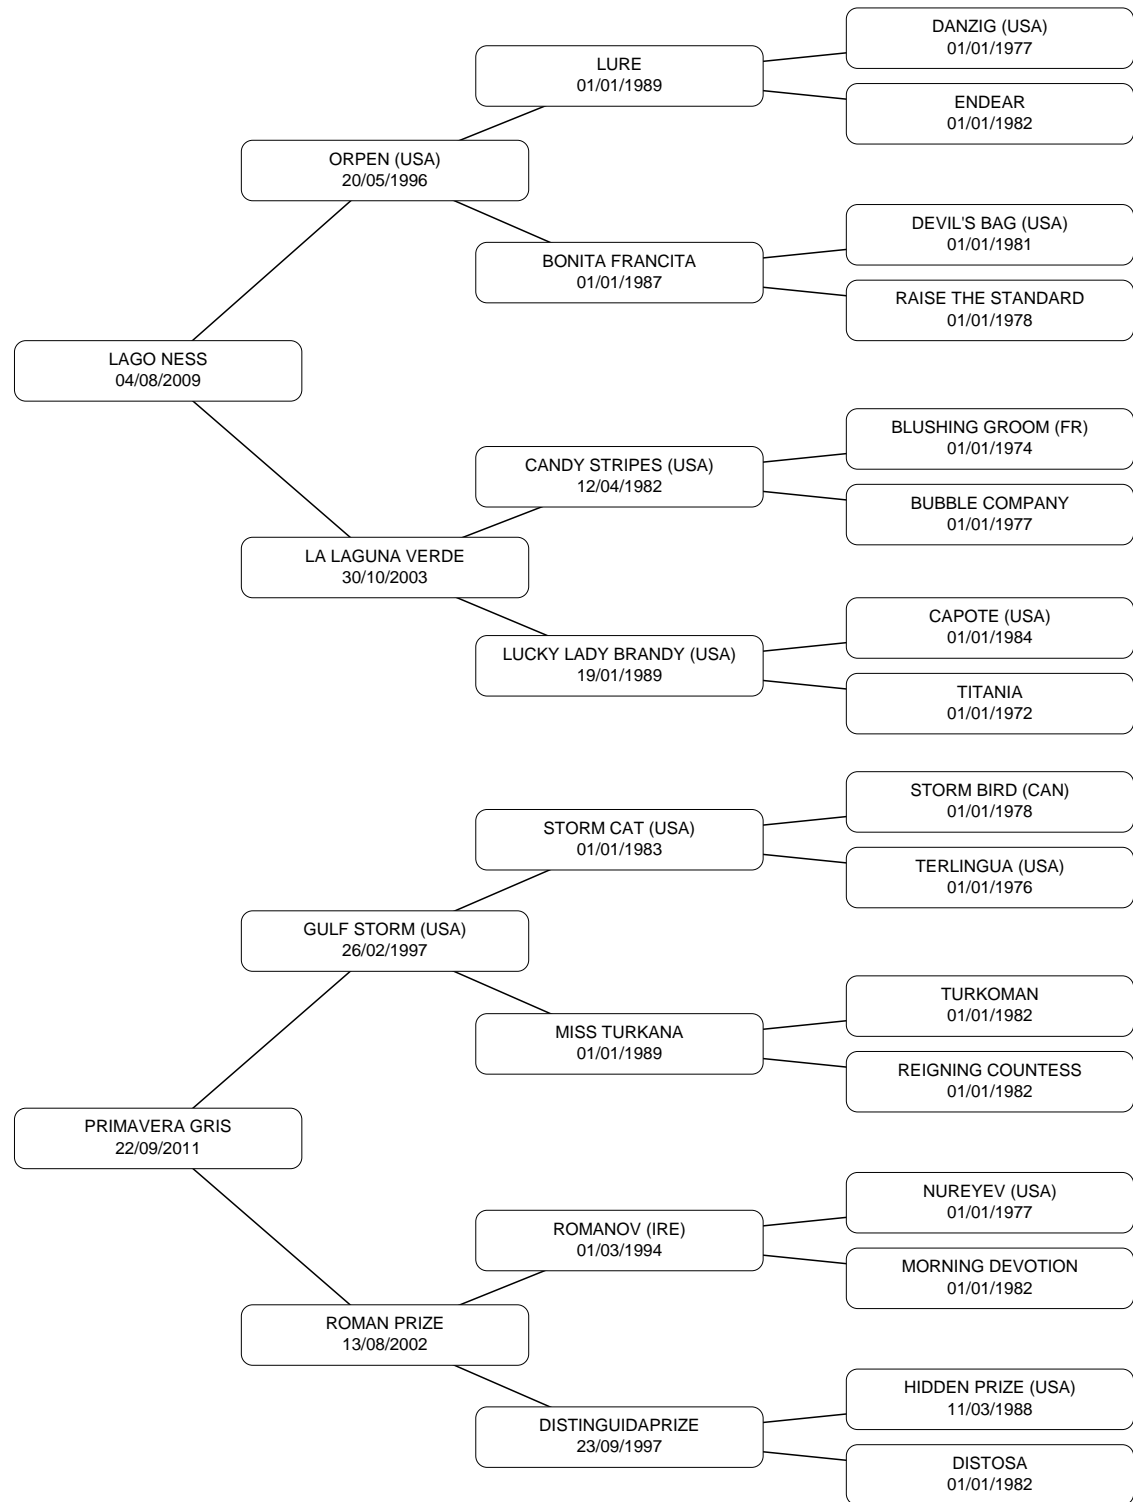 DANZIG (USA)
01/01/1977
LURE
01/01/1989
ENDEAR
01/01/1982
ORPEN (USA)
20/05/1996
DEVIL'S BAG (USA)
01/01/1981
BONITA FRANCITA
01/01/1987
RAISE THE STANDARD
01/01/1978
LAGO NESS
04/08/2009
BLUSHING GROOM (FR)
01/01/1974
CANDY STRIPES (USA)
12/04/1982
BUBBLE COMPANY
01/01/1977
LA LAGUNA VERDE
30/10/2003
CAPOTE (USA)
01/01/1984
LUCKY LADY BRANDY (USA)
19/01/1989
TITANIA
01/01/1972
STORM BIRD (CAN)
01/01/1978
STORM CAT (USA)
01/01/1983
TERLINGUA (USA)
01/01/1976
GULF STORM (USA)
26/02/1997
TURKOMAN
01/01/1982
MISS TURKANA
01/01/1989
REIGNING COUNTESS
01/01/1982
PRIMAVERA GRIS
22/09/2011
NUREYEV (USA)
01/01/1977
ROMANOV (IRE)
01/03/1994
MORNING DEVOTION
01/01/1982
ROMAN PRIZE
13/08/2002
HIDDEN PRIZE (USA)
11/03/1988
DISTINGUIDAPRIZE
23/09/1997
DISTOSA
01/01/1982